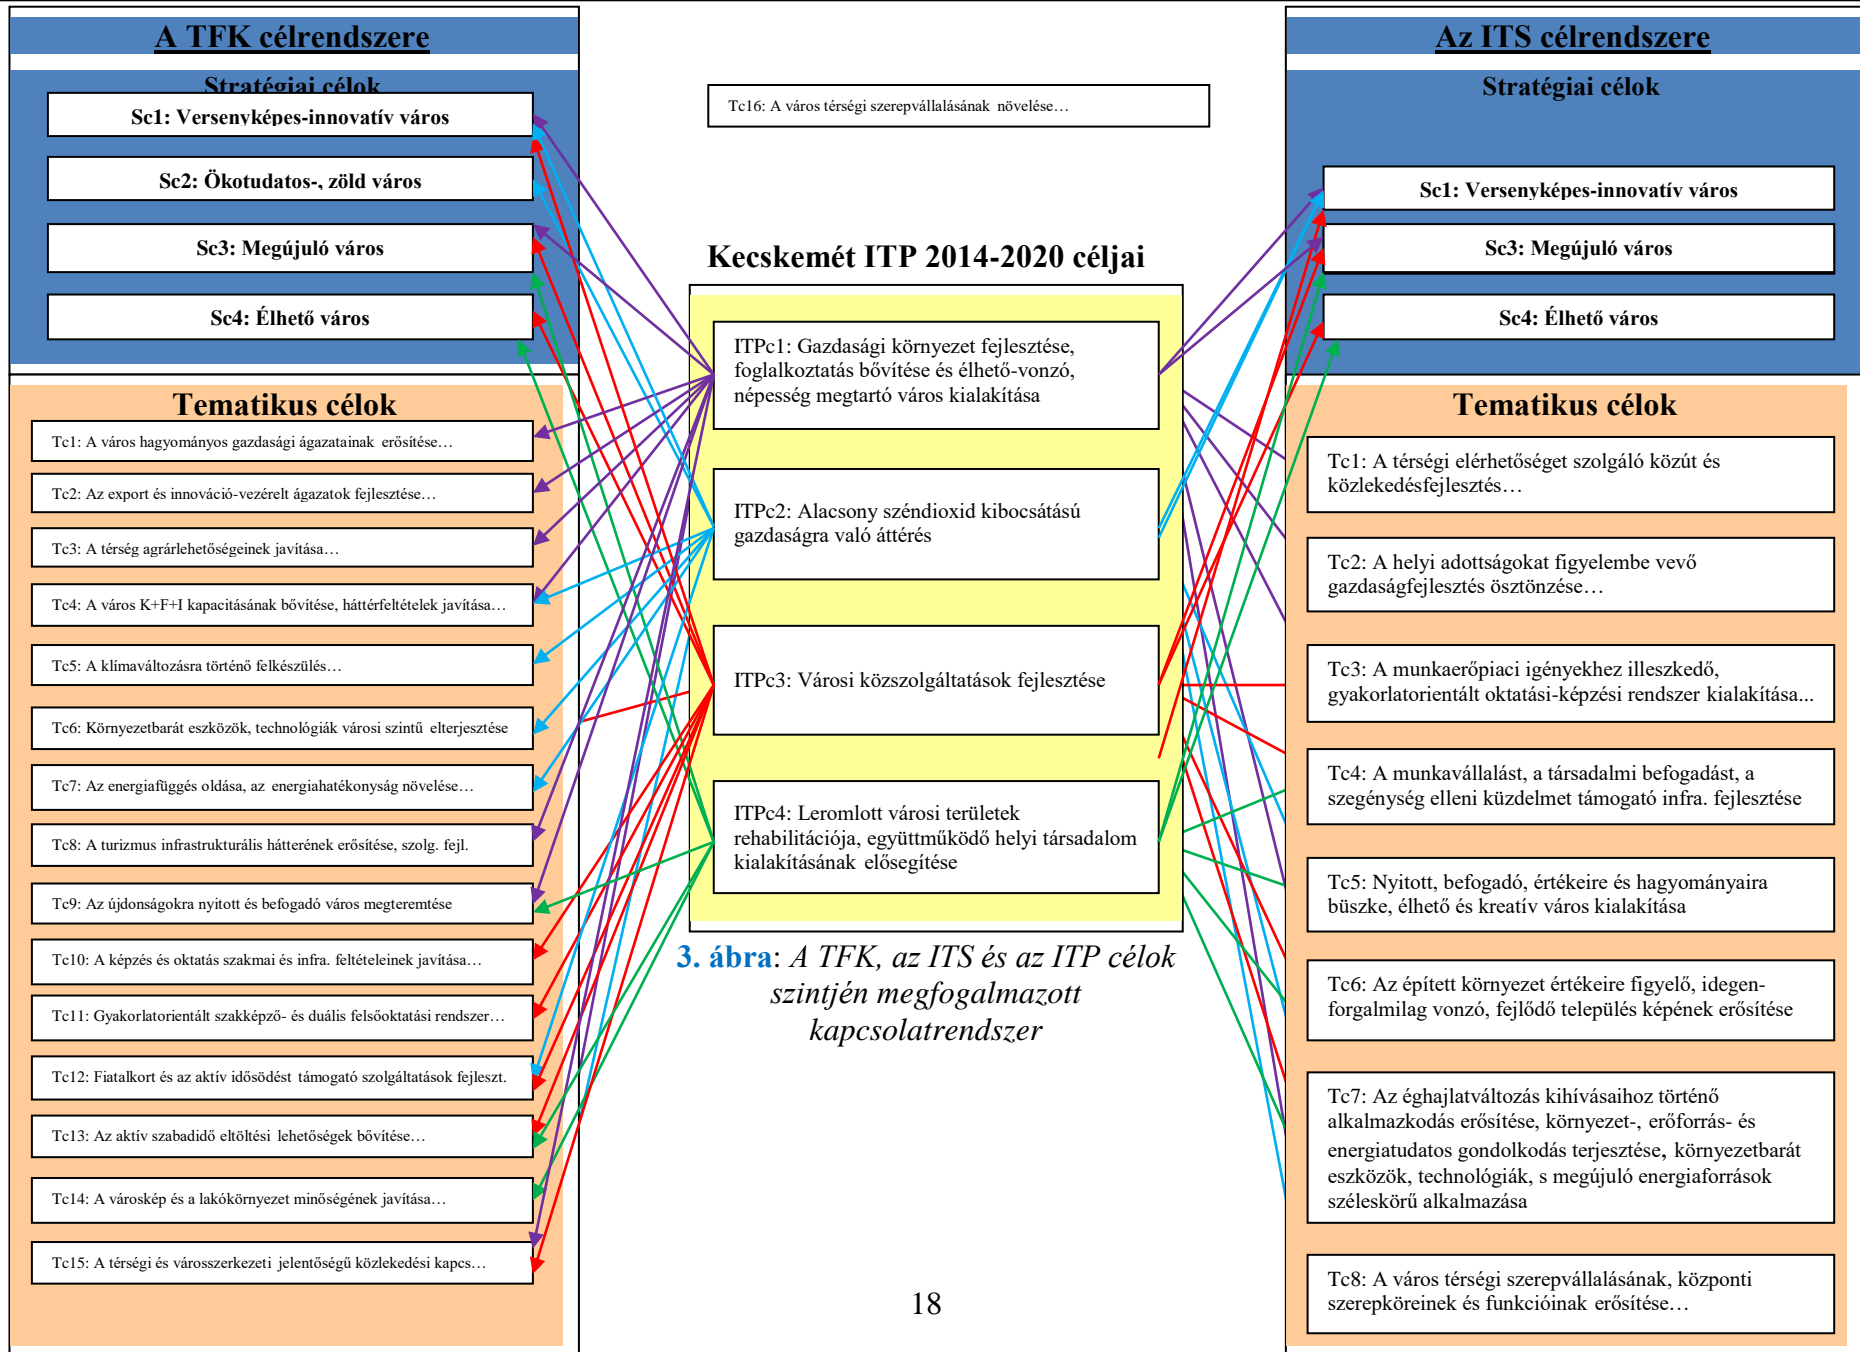 A TFK célrendszere
Stratégiai célok
Sc1: Versenyképes-innovatív város
Sc2: Ökotudatos-, zöld város
Sc3: Megújuló város
Sc4: Élhető város
Tematikus célok
Tc1: A város hagyományos gazdasági ágazatainak erősítése…
Tc2: Az export és innováció-vezérelt ágazatok fejlesztése…
Tc3: A térség agrárlehetőségeinek javítása…
Tc4: A város K+F+I kapacitásának bővítése, háttérfeltételek javítása…
Tc5: A klímaváltozásra történő felkészülés…
Tc6: Környezetbarát eszközök, technológiák városi szintű elterjesztése
Tc7: Az energiafüggés oldása, az energiahatékonyság növelése…
Tc8: A turizmus infrastrukturális hátterének erősítése, szolg. fejl.
Tc9: Az újdonságokra nyitott és befogadó város megteremtése
Tc10: A képzés és oktatás szakmai és infra. feltételeinek javítása…
Tc11: Gyakorlatorientált szakképző- és duális felsőoktatási rendszer…
Tc12: Fiatalkort és az aktív idősödést támogató szolgáltatások fejleszt.
Tc13: Az aktív szabadidő eltöltési lehetőségek bővítése…
Tc14: A városkép és a lakókörnyezet minőségének javítása…
Tc15: A térségi és városszerkezeti jelentőségű közlekedési kapcs…
Tc16: A város térségi szerepvállalásának növelése…
Kecskemét ITP 2014-2020 céljai
ITPc1: Gazdasági környezet fejlesztése,
foglalkoztatás bővítése és élhető-vonzó,
népesség megtartó város kialakítása
ITPc2: Alacsony széndioxid kibocsátású
gazdaságra való áttérés
ITPc3: Városi közszolgáltatások fejlesztése
ITPc4: Leromlott városi területek
rehabilitációja, együttműködő helyi társadalom
kialakításának elősegítése
3. ábra: A TFK, az ITS és az ITP célok
szintjén megfogalmazott
kapcsolatrendszer
Az ITS célrendszere
Stratégiai célok
Sc1: Versenyképes-innovatív város
Sc3: Megújuló város
Sc4: Élhető város
Tematikus célok
Tc1: A térségi elérhetőséget szolgáló közút és
közlekedésfejlesztés…
Tc2: A helyi adottságokat figyelembe vevő
gazdaságfejlesztés ösztönzése…
Tc3: A munkaerőpiaci igényekhez illeszkedő,
gyakorlatorientált oktatási-képzési rendszer kialakítása...
Tc4: A munkavállalást, a társadalmi befogadást, a
szegénység elleni küzdelmet támogató infra. fejlesztése
Tc5: Nyitott, befogadó, értékeire és hagyományaira
büszke, élhető és kreatív város kialakítása
Tc6: Az épített környezet értékeire figyelő, idegen-
forgalmilag vonzó, fejlődő település képének erősítése
Tc7: Az éghajlatváltozás kihívásaihoz történő
alkalmazkodás erősítése, környezet-, erőforrás- és
energiatudatos gondolkodás terjesztése, környezetbarát
eszközök, technológiák, s megújuló energiaforrások
széleskörű alkalmazása
Tc8: A város térségi szerepvállalásának, központi
szerepköreinek és funkcióinak erősítése…
18